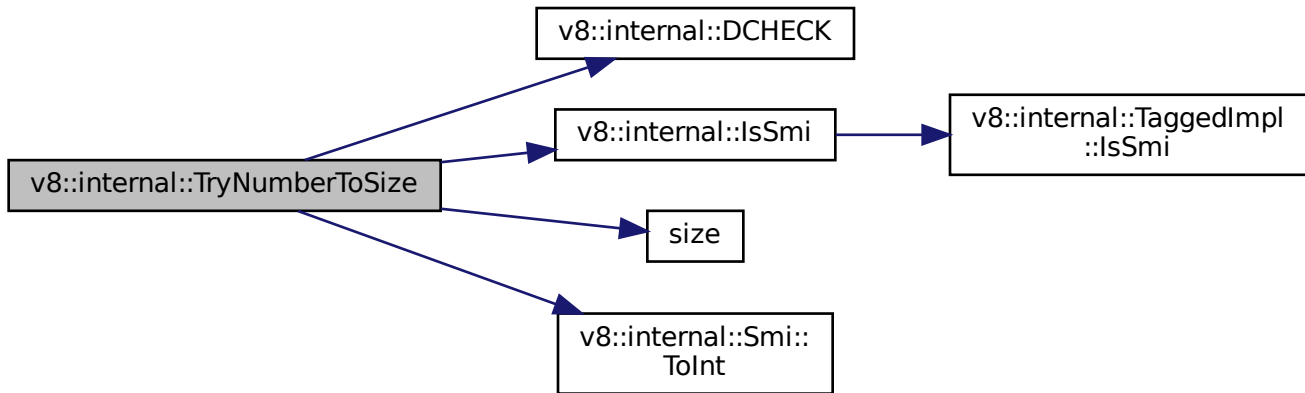 v8::internal::DCHECK
v8::internal::IsSmi
v8::internal::TaggedImpl
::IsSmi
v8::internal::TryNumberToSize
size
v8::internal::Smi::
ToInt